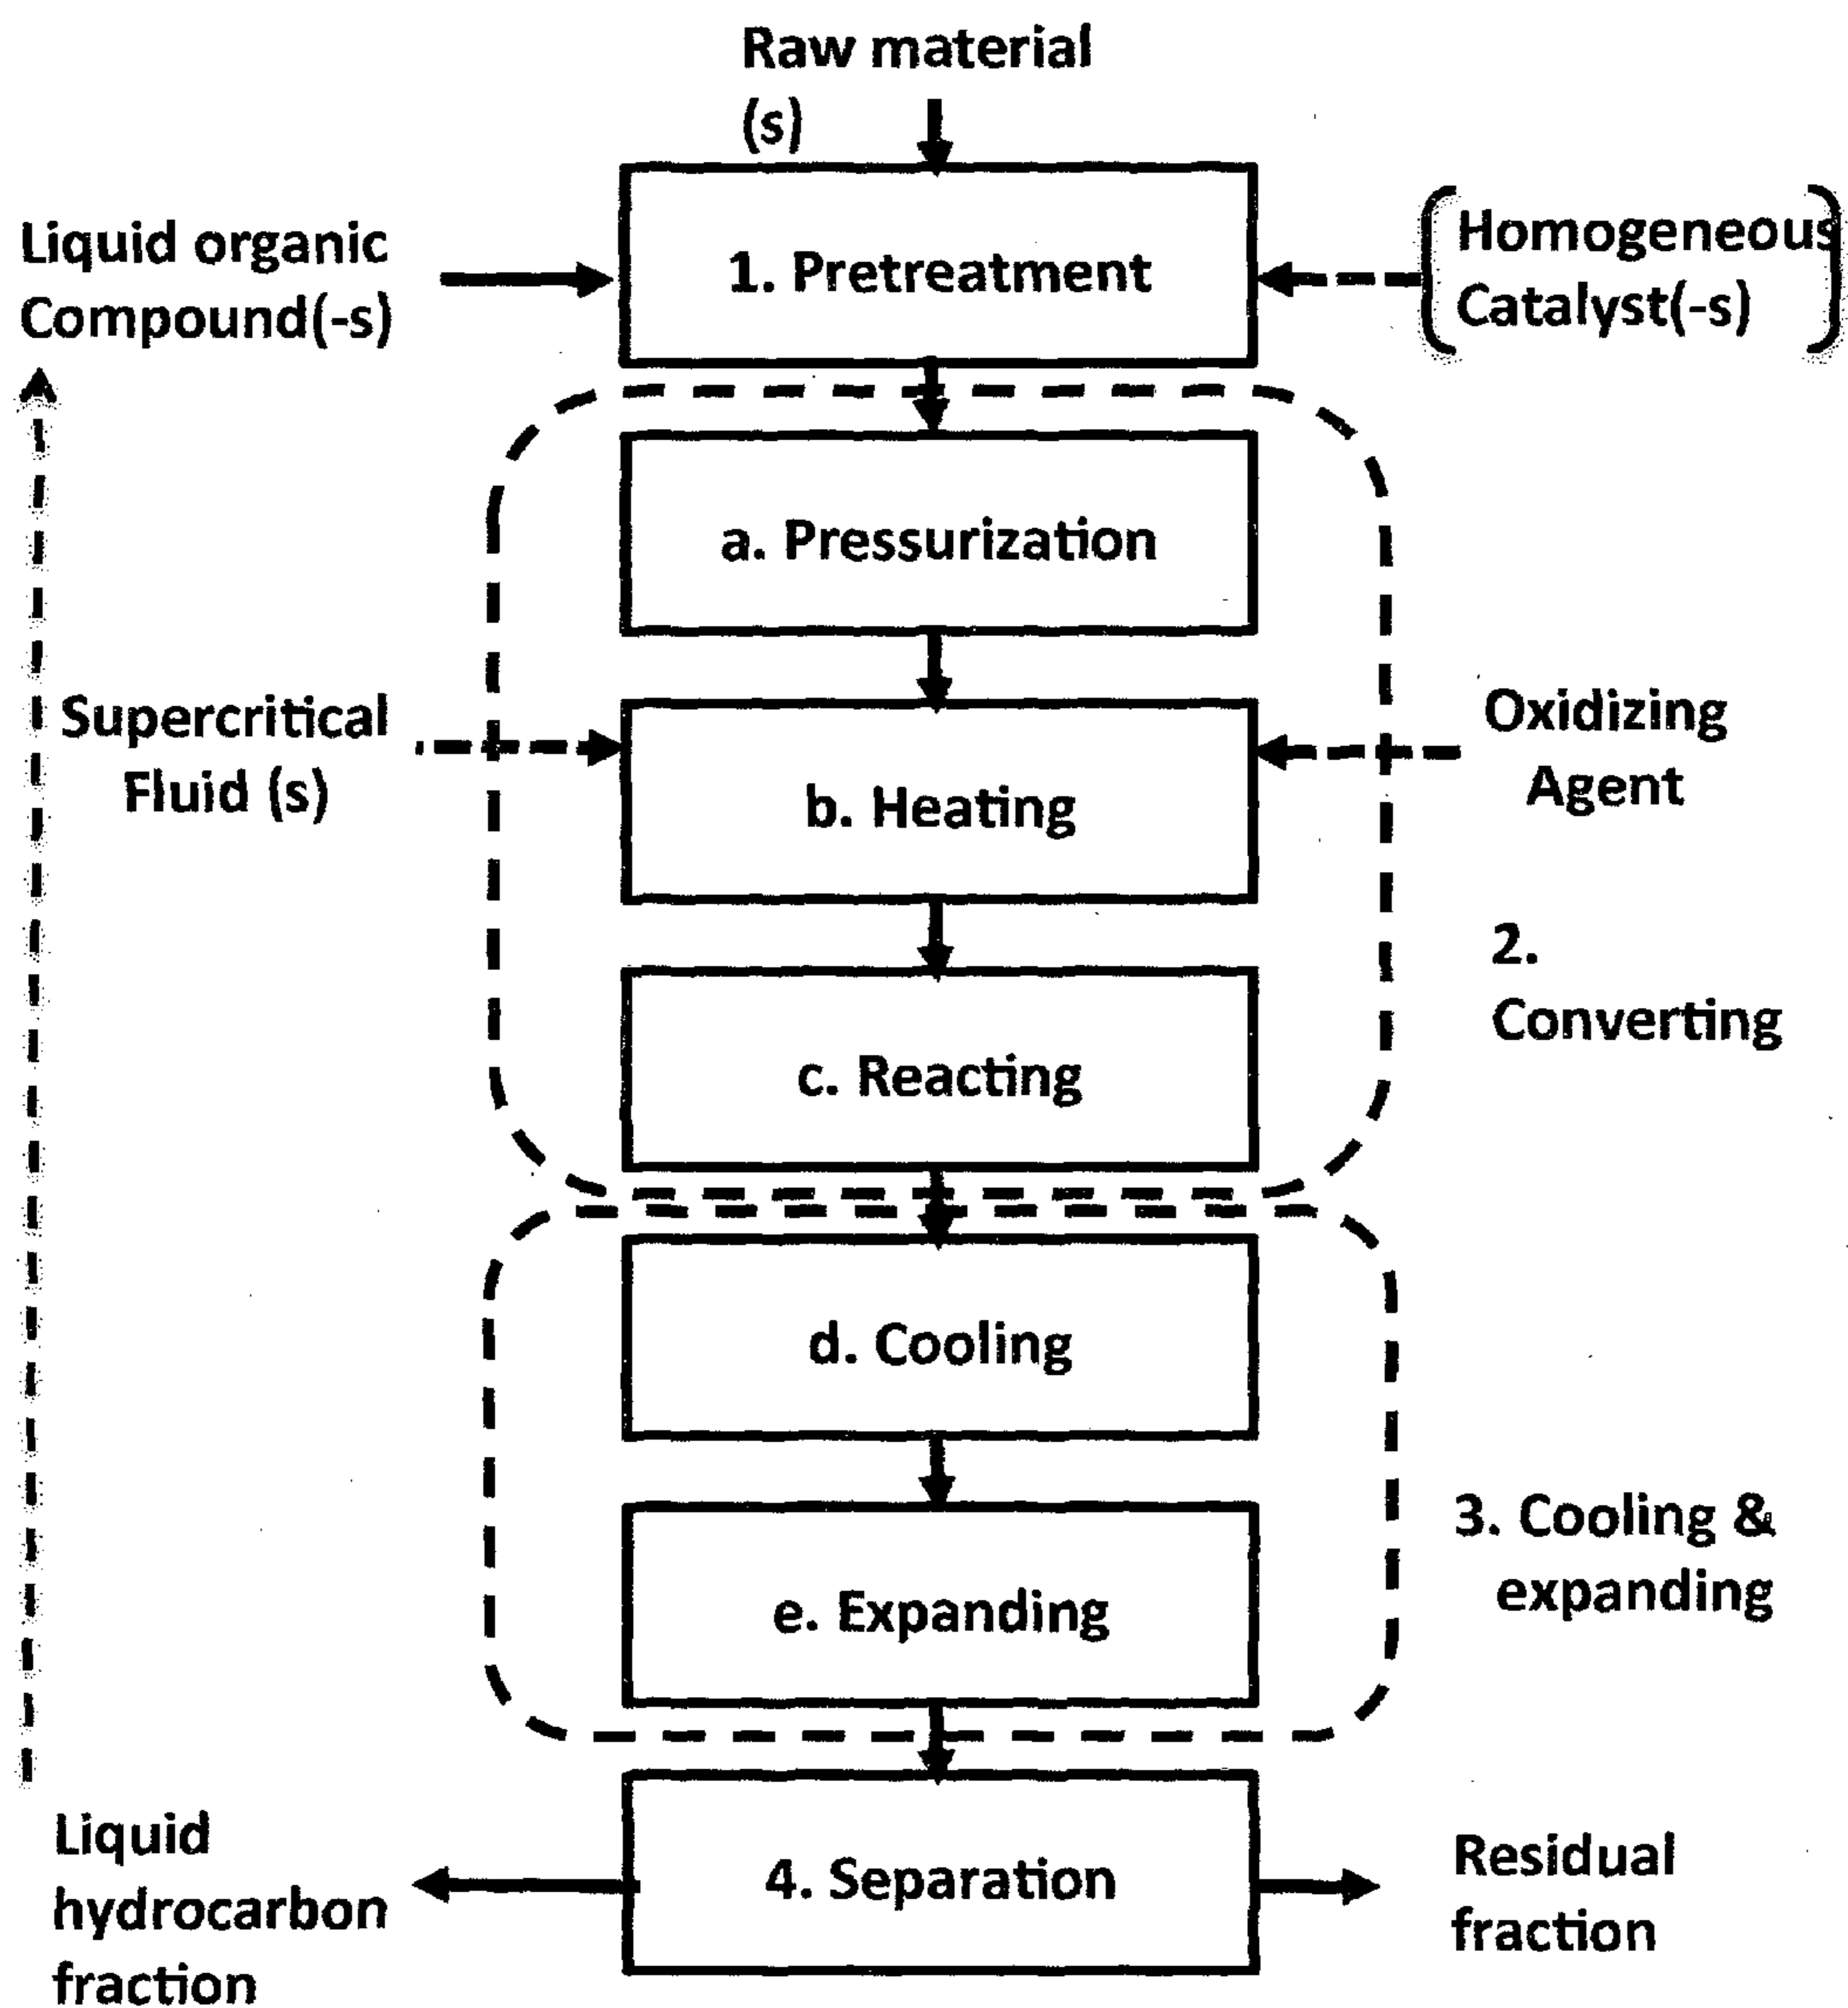 Raw material
(s)
Liquid organic
Compound(-s)
1. Pretreatment
Homogeneous
Catalyst(-s)
a. Pressurization
Supercritical
Fluid (s)
b. Heating
Oxidizing
Agent
2.
Converting
c. Reacting
d. Cooling
3. Cooling &
expanding
e. Expanding
Liquid
hydrocarbon
fraction
4. Separation
Residual
fraction